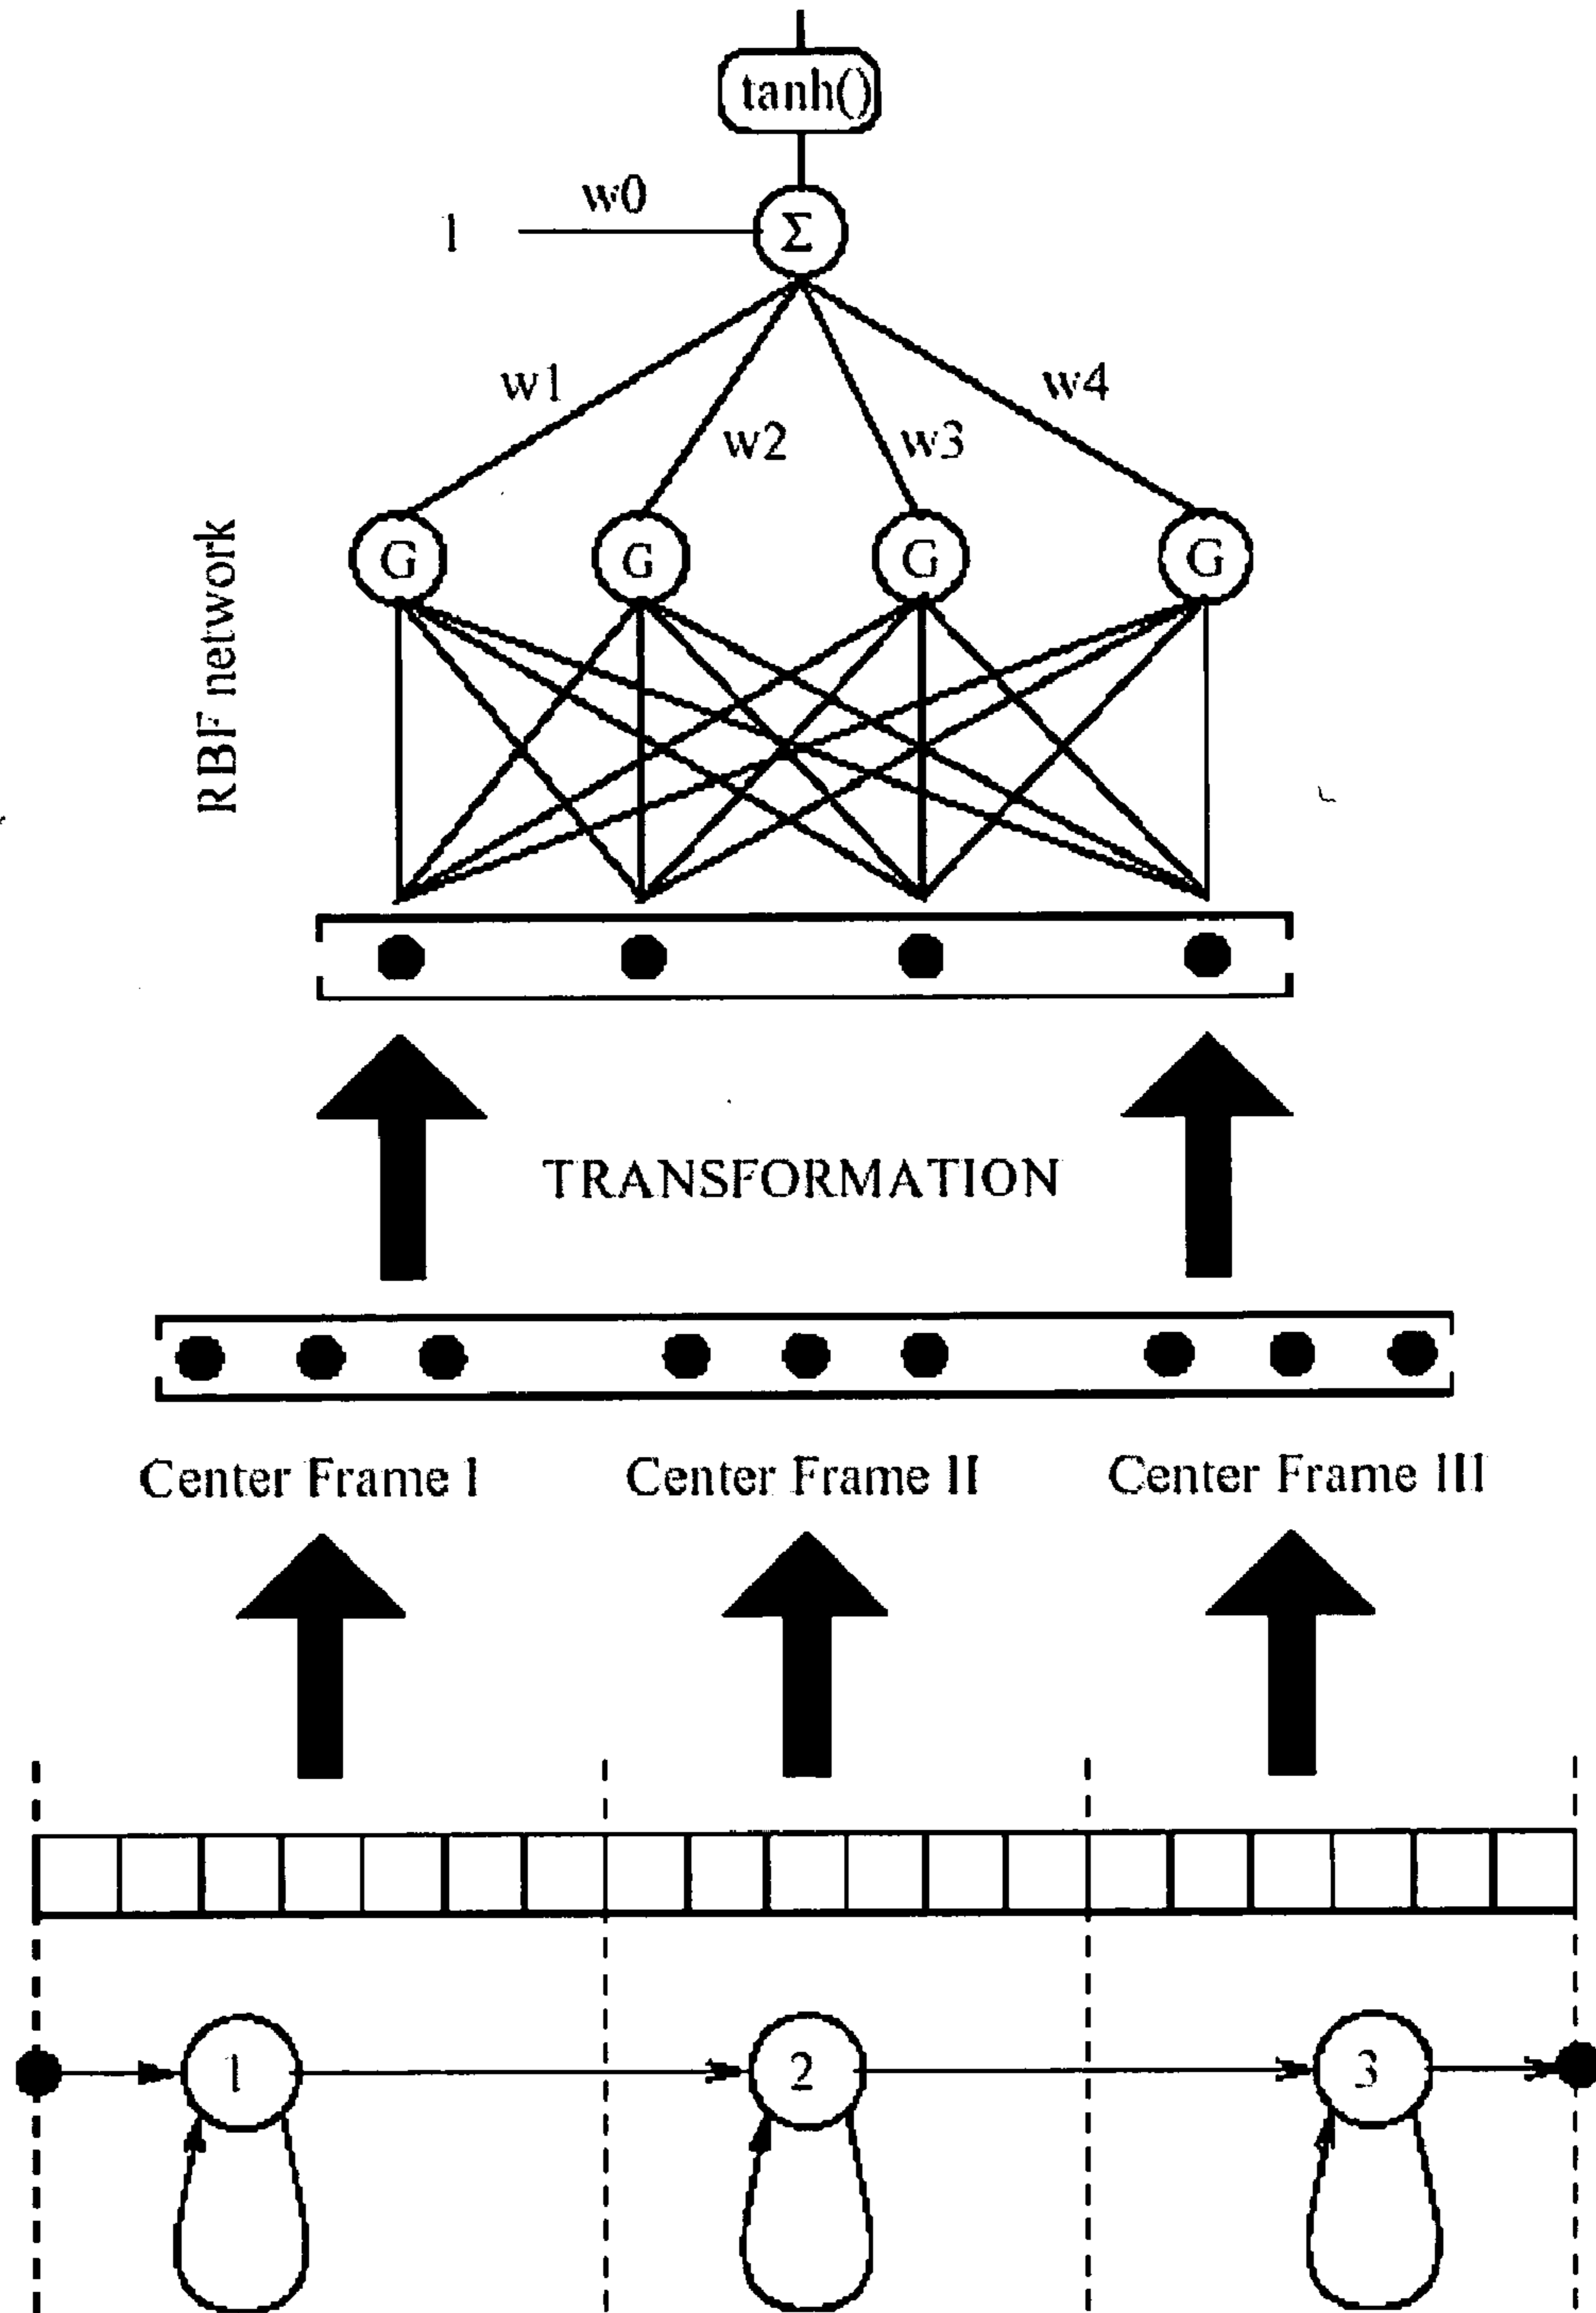 tanh()
w0
1
Σ
w1
w4
w2
w3
G
G
G
G
RBF network
TRANSFORMATION
Center Frame I
Center Frame II
Center Frame III
1
2
3